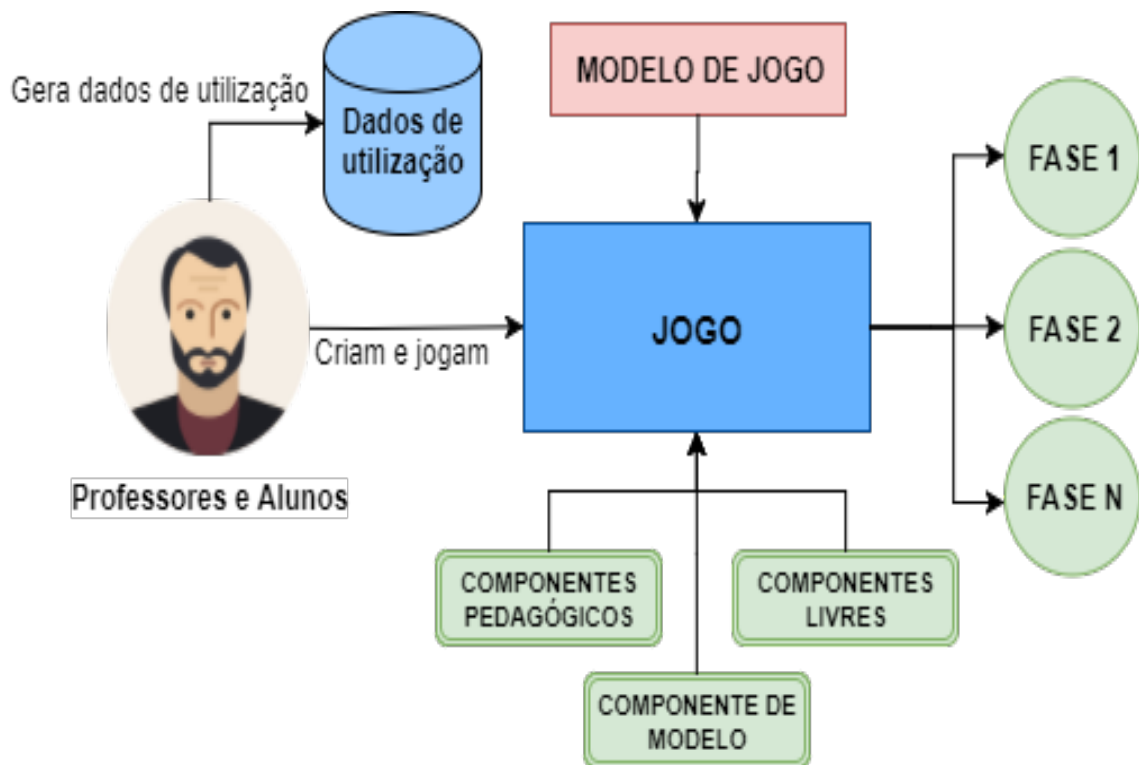 Gera dados de utilização
Dados de
utilização
MODELO DE JOGO
FASE 1
JOGO
FASE 2
Criam e jogam
Professores e Alunos
FASE N
COMPONENTES
PEDAGÓGICOS
COMPONENTES
LIVRES
COMPONENTE DE
MODELO